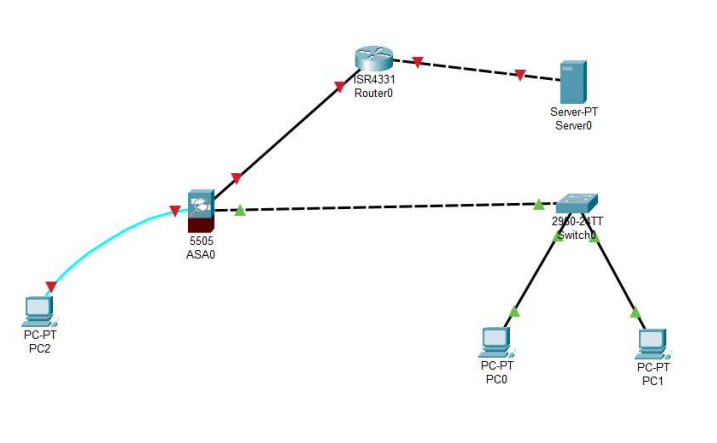 ISR4331
Router0
Server-PT
Server0
5505
ASA0
2960-24TT
Switch0
PC-PT
PC2
PC-PT
PC0
PC-PT
PC1